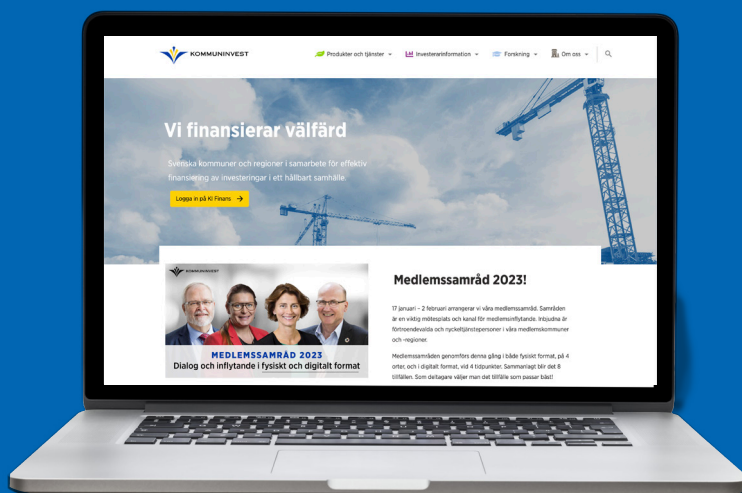 KOMMUNINVEST
Produkter och tjänster
Investerarinformation
Forskning
Om oss
Vi finansierar välfärd
Svenska kommuner och regioner i samarbete för effektiv
finansiering av investeringar i ett hållbart samhälle.
Logga in på KI Finans →
KOMMUNINVEST
MEDLEMSSAMRÅD 2023
Dialog och inflytande i fysiskt och digitalt format
Medlemssamråd 2023!
17 januari – 2 februari arrangerar vi våra medlemssamråd. Samråden
är en viktig mötesplats och kanal för medlemsinflytande. Inbjudna är
förtroendevalda och nyckeltjänstepersoner i våra medlemskommuner
och -regioner.
Medlemssamråden genomförs denna gång i både fysiskt format, på 4
orter, och i digitalt format, vid 4 tidpunkter. Sammanlagt blir det 8
tillfällen. Som deltagare väljer man det tillfälle som passar bäst!